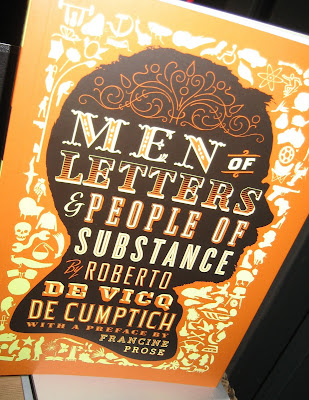 MEN OF
LETTERS
& PEOPLE OF
SUBSTANCE
By ROBERTO
DE VICQ
DE CUMPTICH
WITH A PREFACE BY
FRANCINE
PROSE